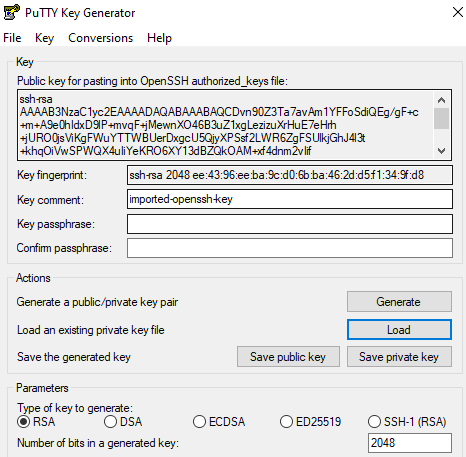 PuTTY Key Generator
File Key Conversions Help
Key
Public key for pasting into OpenSSH authorized_keys file:
ssh-rsa
AAAAB3NzaC1yc2EAAAADAQABAAABAQCDvn90Z3Ta7avAm1YFFoSdiQEg/gF+c
+m+A9e0hIdxD9IP+mvqF+jMewnXO46B3uZ1xgLezizuXrHuE7eHrh
+jURO0jsViKgFWuYTTWBUerDxgcU5QjyXPSsf2LWR6ZgFSUlkjGhJ4l3t
+khqOiVwSPWQX4uIiYeKRO6XY13dBZQkOAM+xf4dnm2vlif
Key fingerprint: ssh-rsa 2048 ee:43:96:ee:ba:9c:d0:6b:ba:46:2d:d5:f1:34:9f:d8
Key comment: imported-openssh-key
Key passphrase:
Confirm passphrase:
Actions
Generate a public/private key pair Generate
Load an existing private key file Load
Save the generated key Save public key Save private key
Parameters
Type of key to generate:
RSA DSA ECDSA ED25519 SSH-1 (RSA)
Number of bits in a generated key: 2048